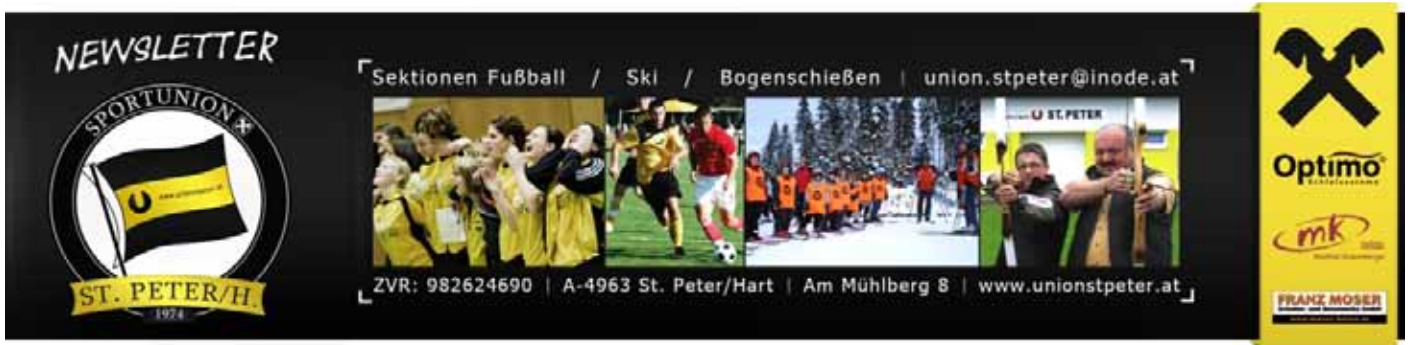 NEWSLETTER
SPORTUNION
ST. PETER/H.
1974
Sektionen Fußball / Ski / Bogenschießen | union.stpeter@inode.at
U ST. PETER
ZVR: 982624690 | A-4963 St. Peter/Hart | Am Mühlberg 8 | www.unionstpeter.at
Optimo®
Schlafsysteme
mk
FRANZ MOSER